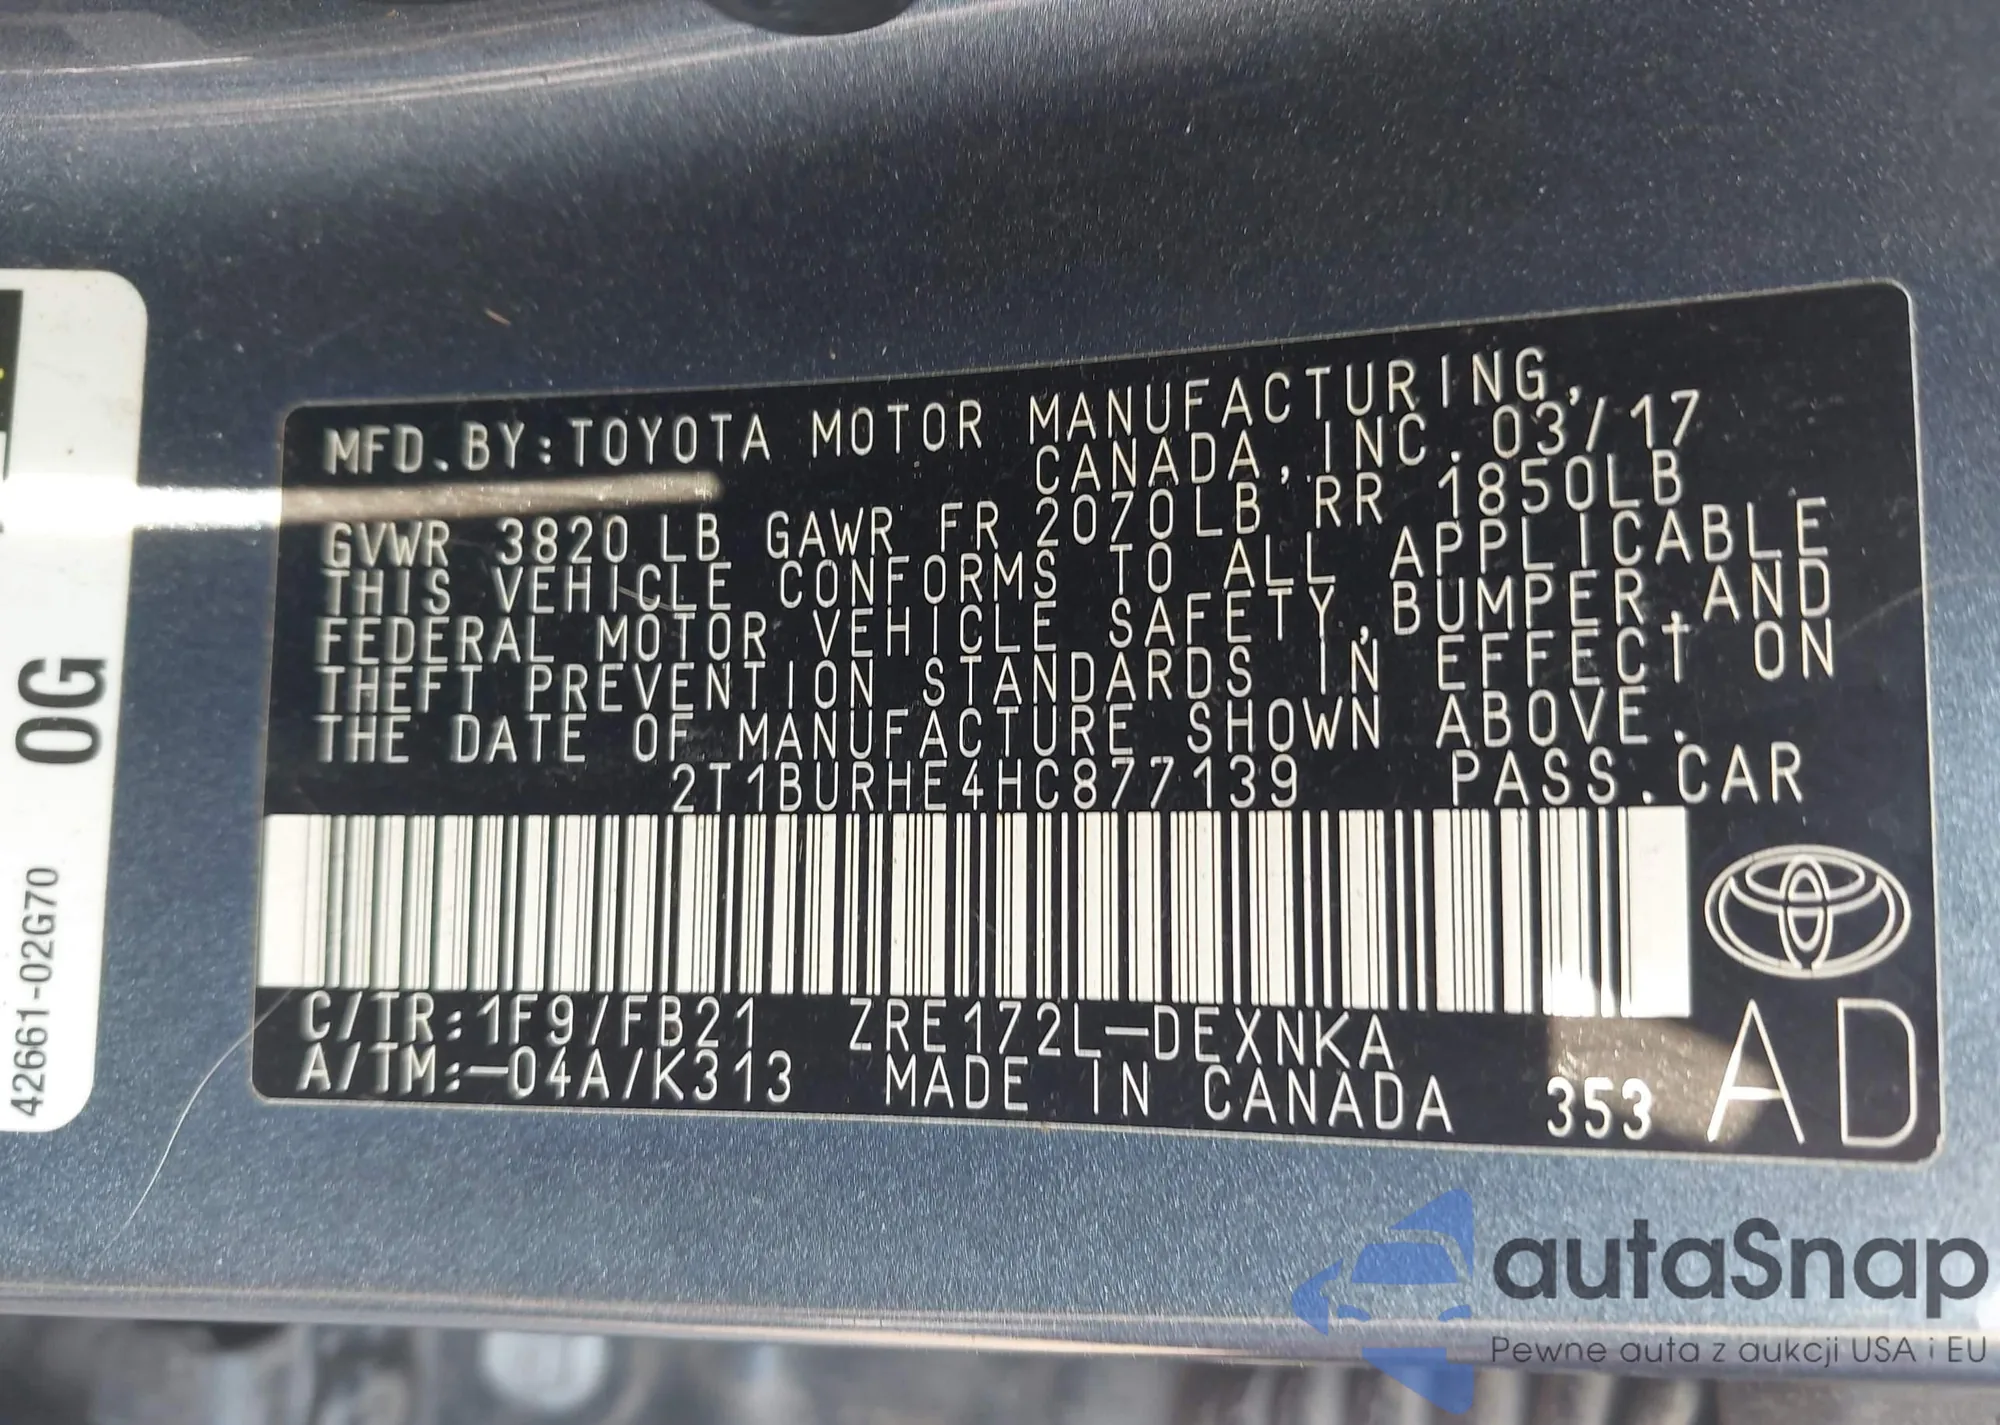 MFD.BY:TOYOTA MOTOR MANUFACTURING,
CANADA, INC. 03/17
GVWR 3820 LB GAWR FR 2070LB RR 1850LB
THIS VEHICLE CONFORMS TO ALL APPLICABLE
FEDERAL MOTOR VEHICLE SAFETY, BUMPER, AND
THEFT PREVENTION STANDARDS IN EFFECT ON
THE DATE OF MANUFACTURE SHOWN ABOVE.
2T1BURHE4HC877139 PASS.CAR
C/TR:1F9/FB21 ZRE172L-DEXNKA
A/TM:-04A/K313 MADE IN CANADA 353
AD
0G
42661-02G70
autaSnap
Pewne auta z aukcji USA i EU